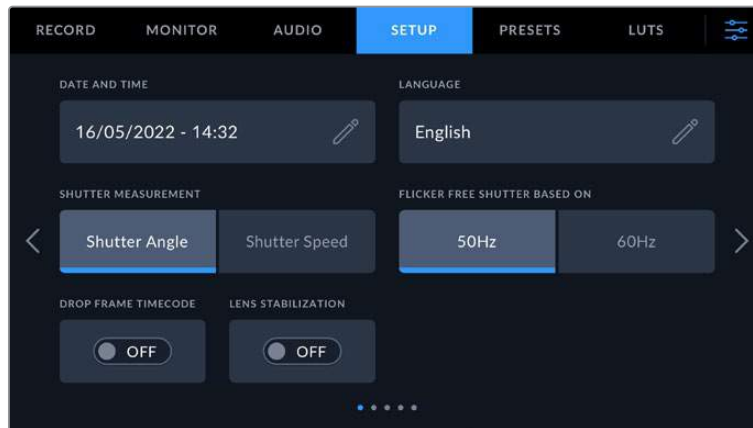 RECORD MONITOR AUDIO SETUP PRESETS LUTS
DATE AND TIME LANGUAGE
16/05/2022 - 14:32 English
SHUTTER MEASUREMENT FLICKER FREE SHUTTER BASED ON
Shutter Angle Shutter Speed 50Hz 60Hz
DROP FRAME TIMECODE LENS STABILIZATION
OFF OFF